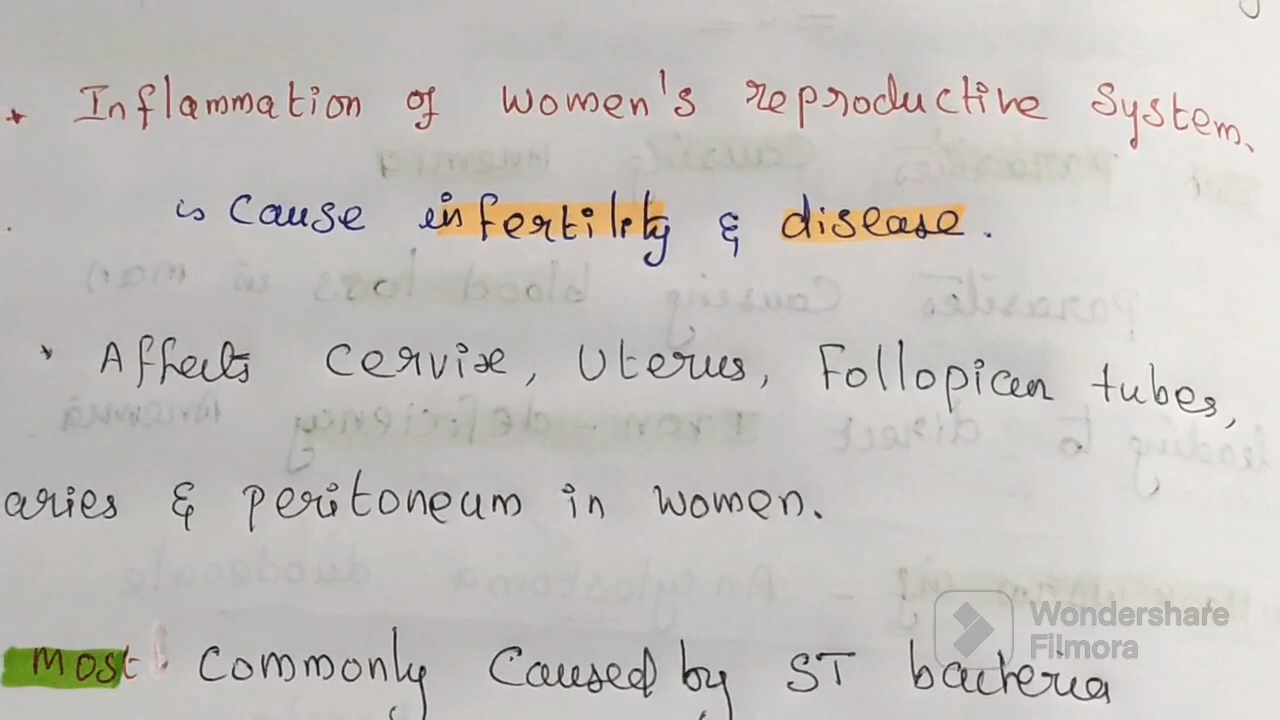 * Inflammation of women's reproductive System.
is cause infertility & disease.
* Affects cervix, Uterus, Follopian tubes,
aries & peritoneum in women.
most commonly caused by ST bacteria
Wondershare
Filmora